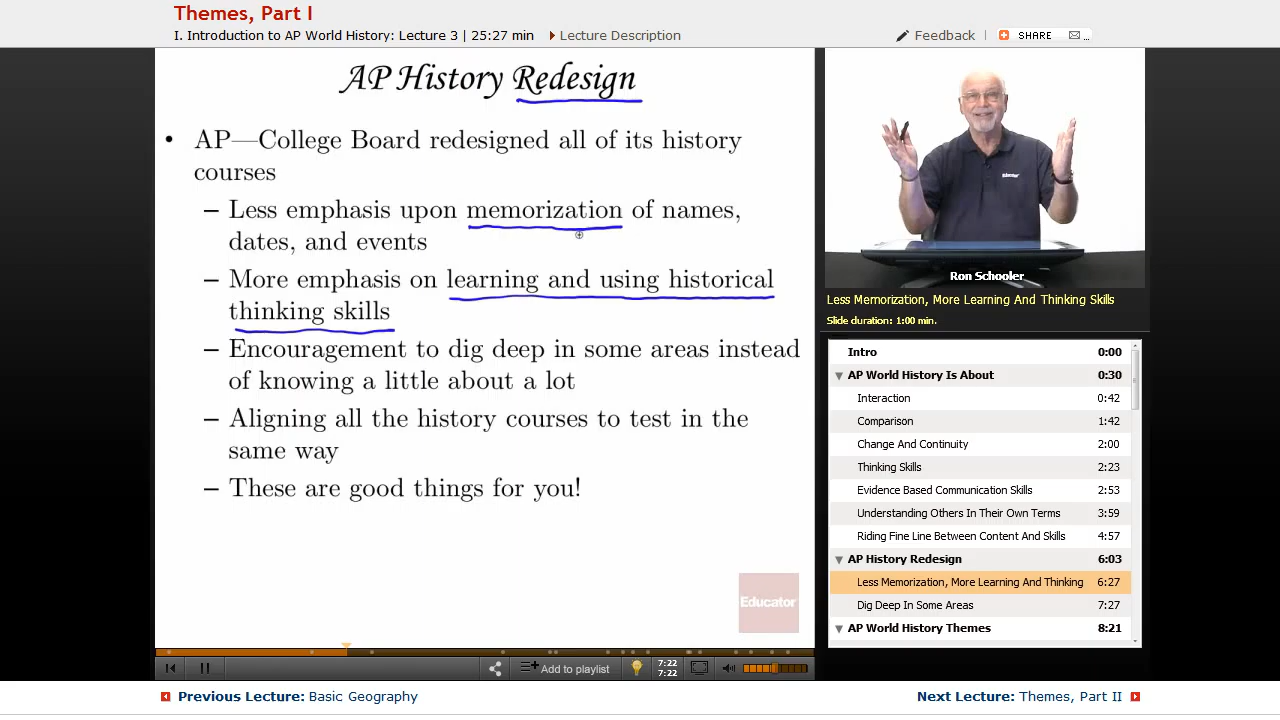 Themes, Part I
I. Introduction to AP World History: Lecture 3 | 25:27 min
Lecture Description
Feedback
SHARE
AP History Redesign
• AP—College Board redesigned all of its history
courses
– Less emphasis upon memorization of names,
dates, and events
– More emphasis on learning and using historical
thinking skills
– Encouragement to dig deep in some areas instead
of knowing a little about a lot
– Aligning all the history courses to test in the
same way
– These are good things for you!
Educator
Ron Schooler
Less Memorization, More Learning And Thinking Skills
Slide duration: 1:00 min.
Intro 0:00
AP World History Is About 0:30
Interaction 0:42
Comparison 1:42
Change And Continuity 2:00
Thinking Skills 2:23
Evidence Based Communication Skills 2:53
Understanding Others In Their Own Terms 3:59
Riding Fine Line Between Content And Skills 4:57
AP History Redesign 6:03
Less Memorization, More Learning And Thinking 6:27
Dig Deep In Some Areas 7:27
AP World History Themes 8:21
Add to playlist
7:22
7:22
Previous Lecture: Basic Geography
Next Lecture: Themes, Part II